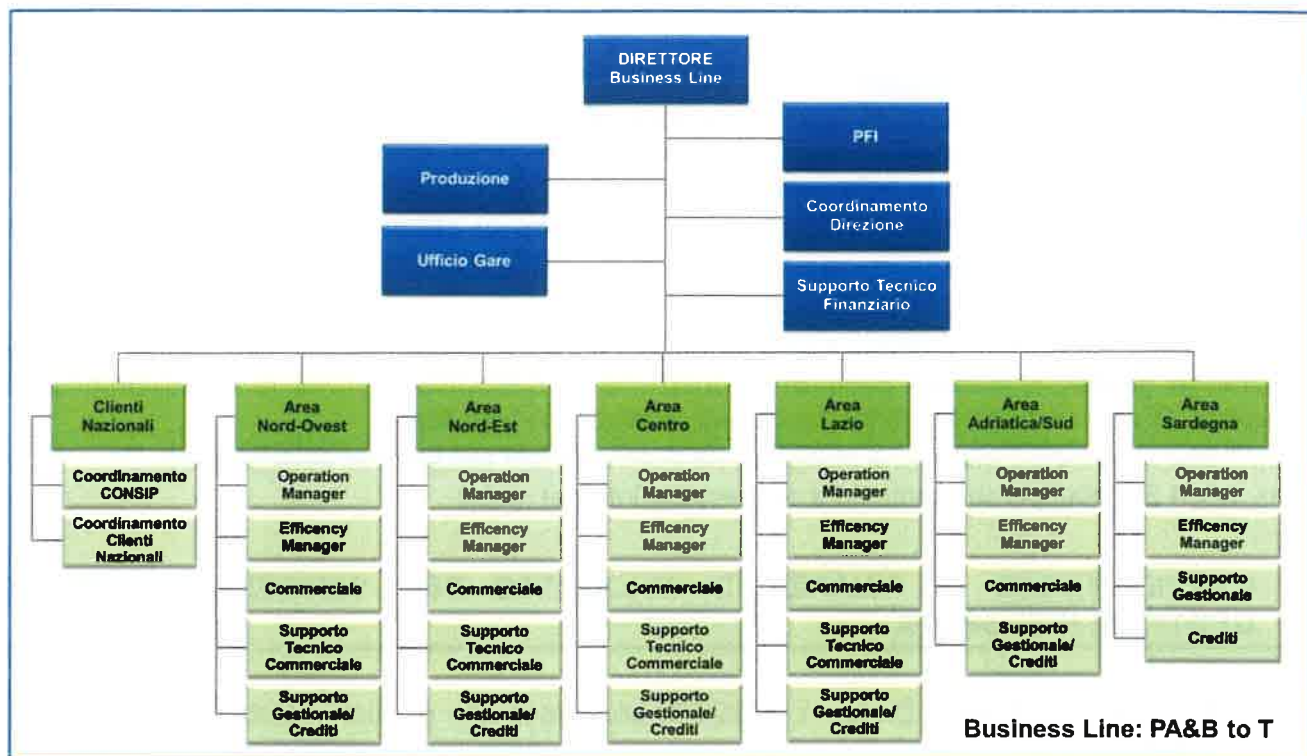 DIRETTORE
Business Line
PFI
Produzione
Coordinamento
Direzione
Ufficio Gare
Supporto Tecnico
Finanziario
Clienti
Nazionali
Coordinamento
CONSIP
Coordinamento
Clienti
Nazionali
Area
Nord-Ovest
Operation
Manager
Efficency
Manager
Commerciale
Supporto
Tecnico
Commerciale
Supporto
Gestionale/
Crediti
Area
Nord-Est
Operation
Manager
Efficency
Manager
Commerciale
Supporto
Tecnico
Commerciale
Supporto
Gestionale/
Crediti
Area
Centro
Operation
Manager
Efficency
Manager
Commerciale
Supporto
Tecnico
Commerciale
Supporto
Gestionale/
Crediti
Area
Lazio
Operation
Manager
Efficency
Manager
Commerciale
Supporto
Tecnico
Commerciale
Supporto
Gestionale/
Crediti
Area
Adriatica/Sud
Operation
Manager
Efficency
Manager
Commerciale
Supporto
Gestionale/
Crediti
Area
Sardegna
Operation
Manager
Efficency
Manager
Supporto
Gestionale
Crediti
Business Line: PA&B to T